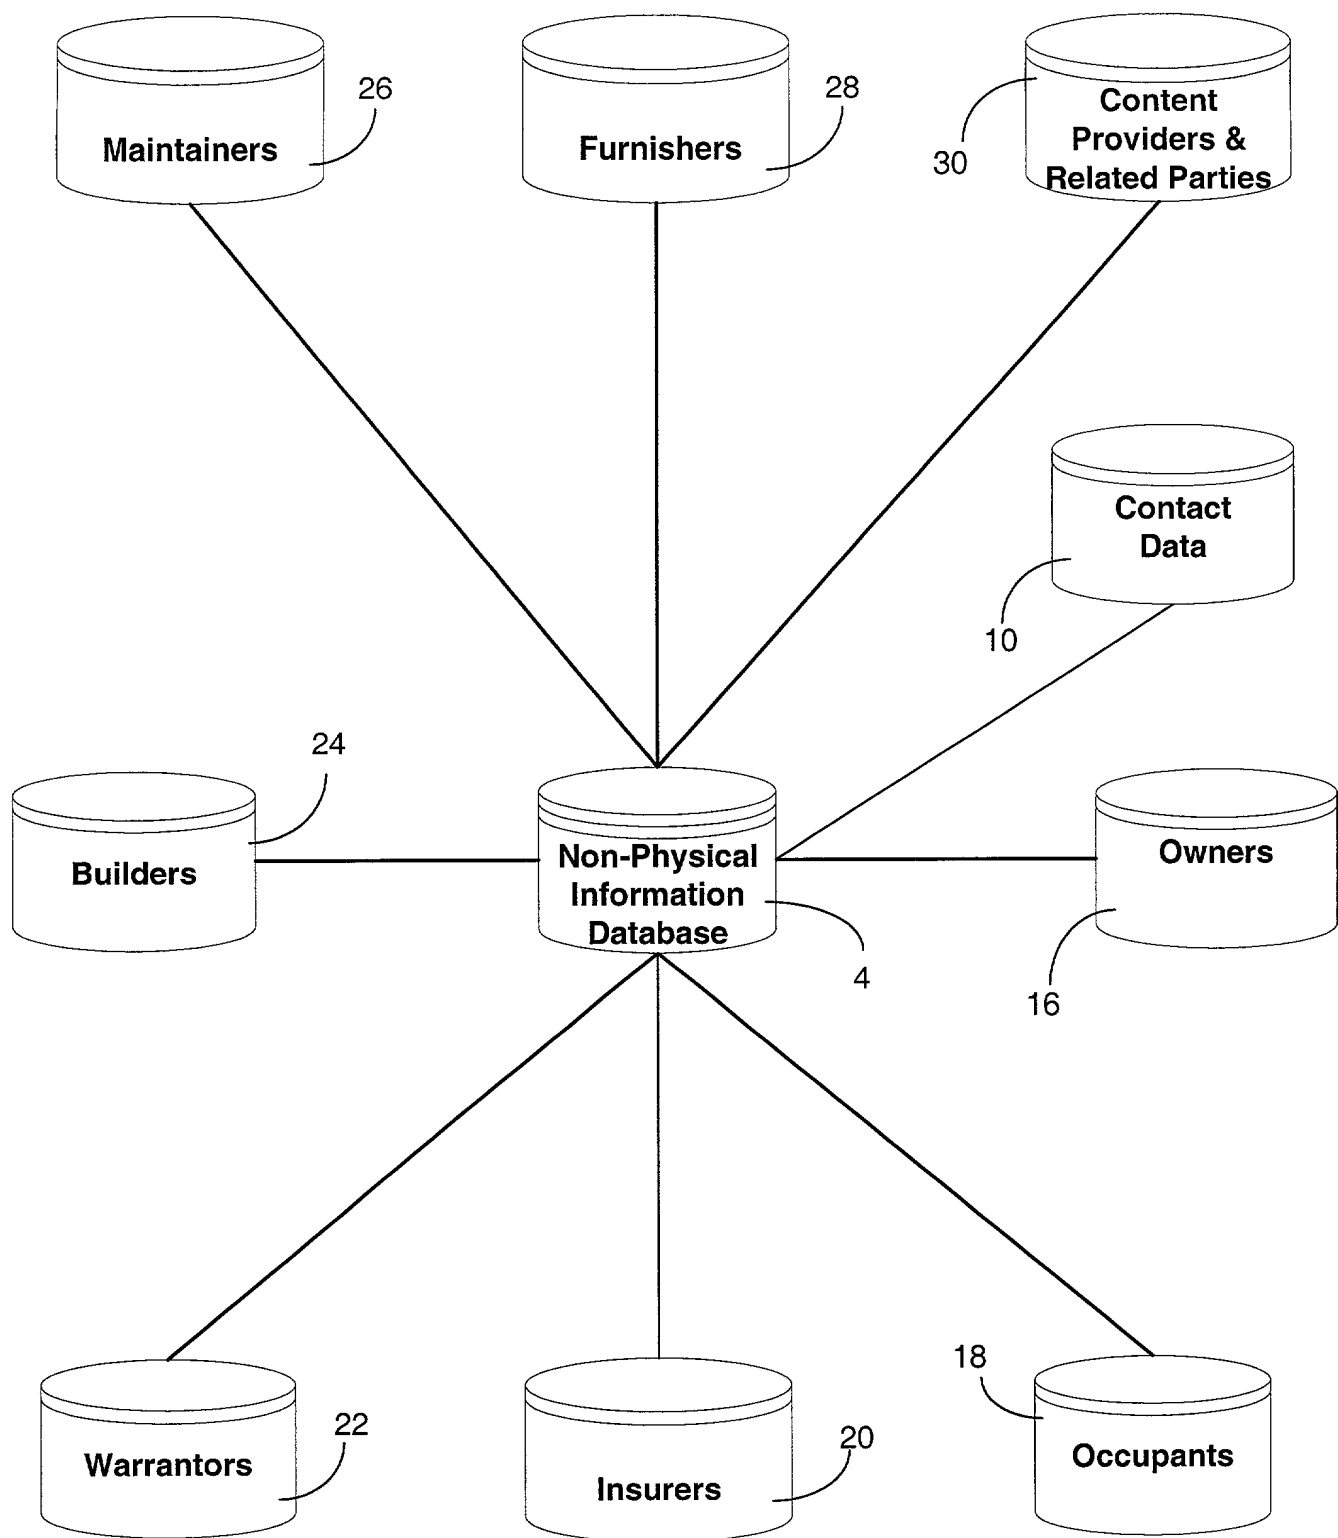 26
Maintainers
28
Furnishers
30
Content
Providers &
Related Parties
Contact
Data
10
24
Builders
Non-Physical
Information
Database
4
Owners
16
22
Warrantors
20
Insurers
18
Occupants